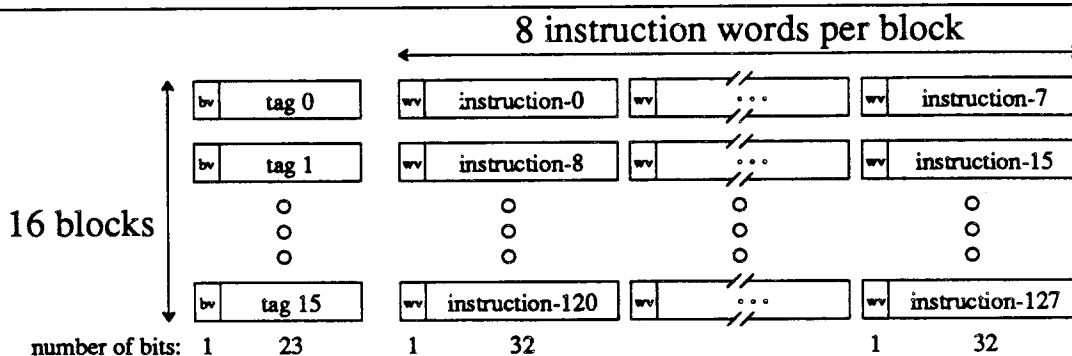 8 instruction words per block
bv tag 0 wv instruction-0 wv ... wv instruction-7
bv tag 1 wv instruction-8 wv ... wv instruction-15
16 blocks
bv tag 15 wv instruction-120 wv ... wv instruction-127
number of bits: 1 23 1 32 1 32